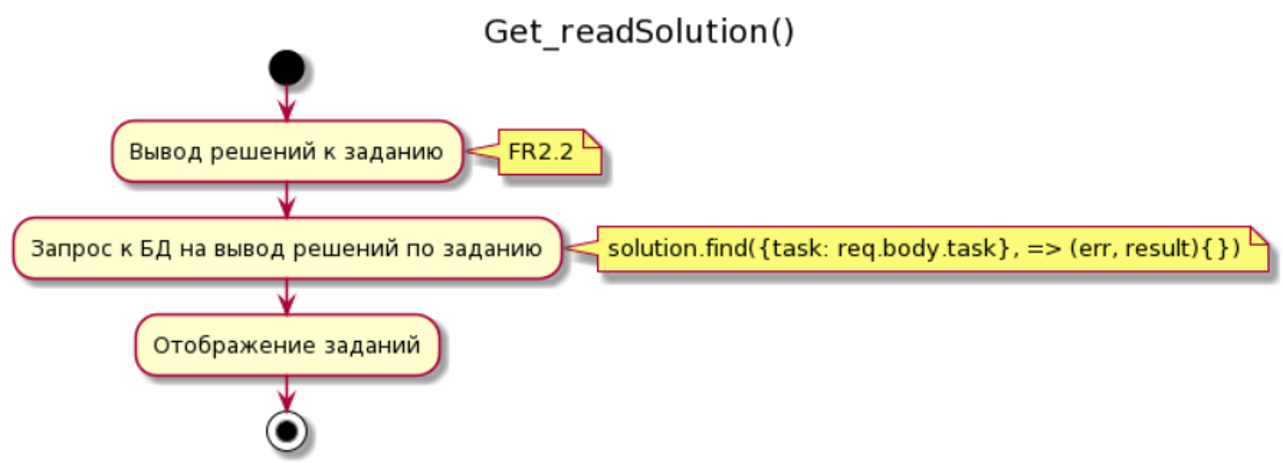 Get_readSolution()
Вывод решений к заданию
FR2.2
Запрос к БД на вывод решений по заданию
solution.find({task: req.body.task}, => (err, result){})
Отображение заданий